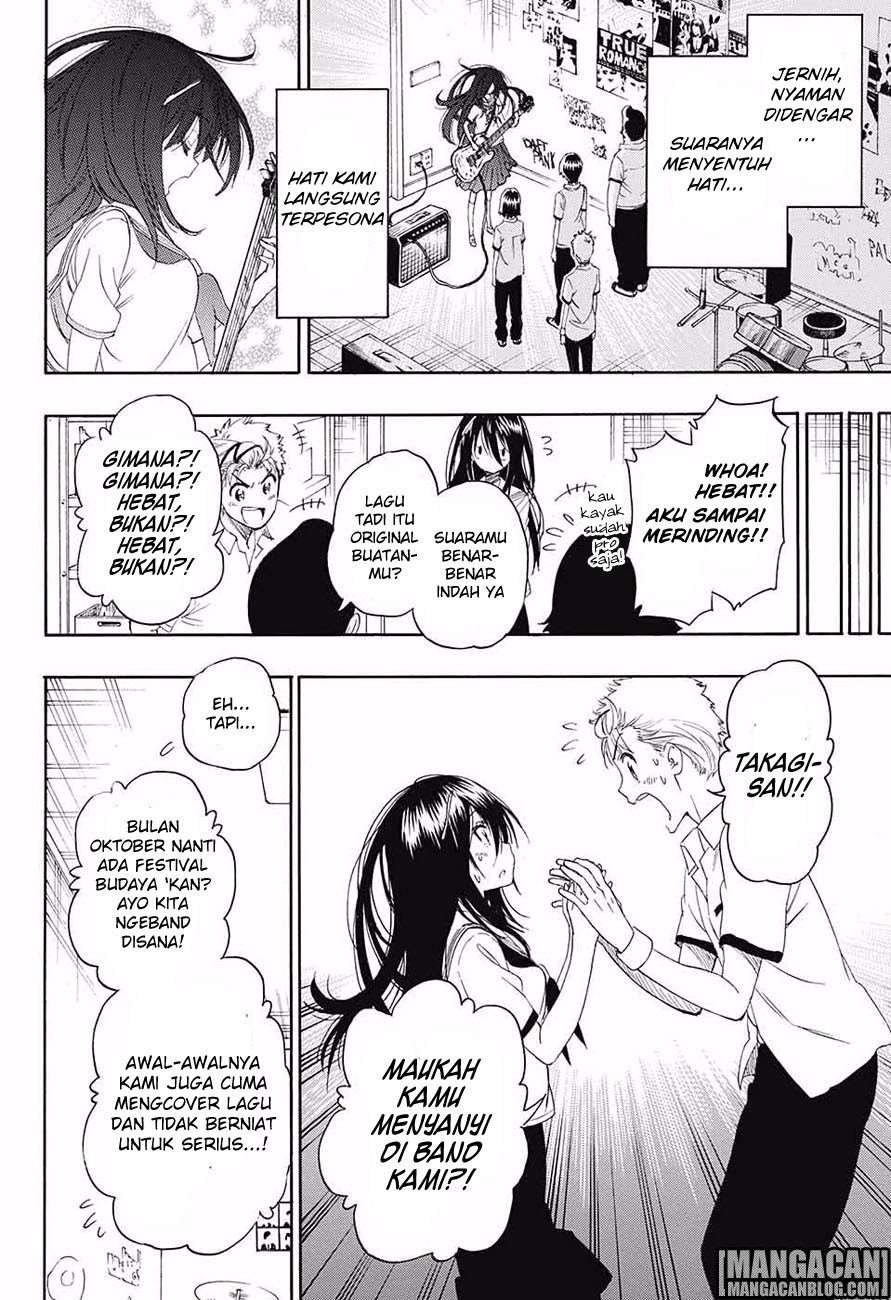 JERNIH,
NYAMAN
DIDENGAR
...
SUARANYA
MENYENTUH
HATI...
TRUE
ROMANCE
DAFT
PANK
HATI KAMI
LANGSUNG
TERPESONA
WHOA!
HEBAT!!
AKU SAMPAI
MERINDING!!
kau
kayak
sudah
pro
saja!
SUARAMU
BENAR-
BENAR
INDAH YA
LAGU
TADI ITU
ORIGINAL
BUATAN-
MU?
GIMANA?!
GIMANA?!
HEBAT,
BUKAN?!
HEBAT,
BUKAN?!
TAKAGI-
SAN!!
MAUKAH
KAMU
MENYANYI
DI BAND
KAMI?!
EH...
TAPI...
BULAN
OKTOBER NANTI
ADA FESTIVAL
BUDAYA 'KAN?
AYO KITA
NGEBAND
DISANA!
AWAL-AWALNYA
KAMI JUGA CUMA
MENGCOVER LAGU
DAN TIDAK BERNIAT
UNTUK SERIUS...!
[MANGACAN]
MANGACANBLOG.COM